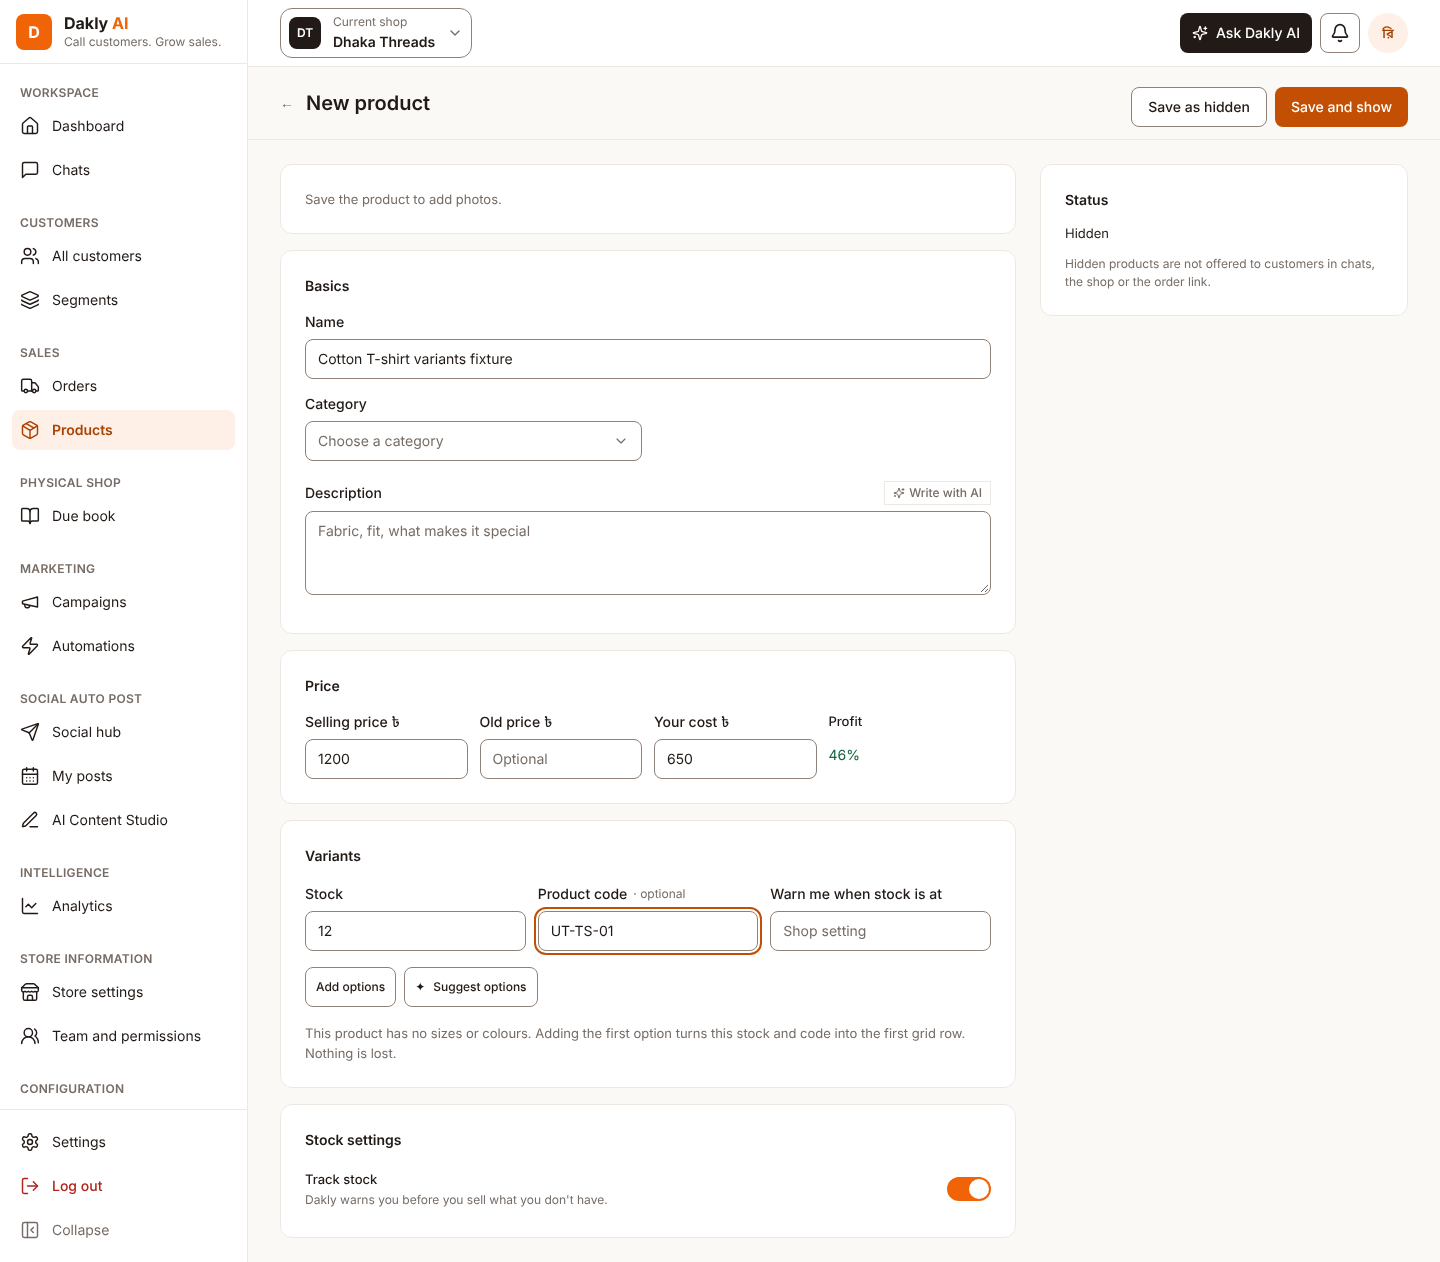 D
Dakly AI
Call customers. Grow sales.
WORKSPACE
Dashboard
Chats
CUSTOMERS
All customers
Segments
SALES
Orders
Products
PHYSICAL SHOP
Due book
MARKETING
Campaigns
Automations
SOCIAL AUTO POST
Social hub
My posts
AI Content Studio
INTELLIGENCE
Analytics
STORE INFORMATION
Store settings
Team and permissions
CONFIGURATION
Settings
Log out
Collapse
DT
Current shop
Dhaka Threads
Ask Dakly AI
রি
← New product
Save as hidden
Save and show
Save the product to add photos.
Basics
Name
Cotton T-shirt variants fixture
Category
Choose a category
Description
Write with AI
Fabric, fit, what makes it special
Price
Selling price ৳
Old price ৳
Your cost ৳
Profit
1200
Optional
650
46%
Variants
Stock
Product code · optional
Warn me when stock is at
12
UT-TS-01
Shop setting
Add options
✦ Suggest options
This product has no sizes or colours. Adding the first option turns this stock and code into the first grid row.
Nothing is lost.
Stock settings
Track stock
Dakly warns you before you sell what you don't have.
Status
Hidden
Hidden products are not offered to customers in chats,
the shop or the order link.